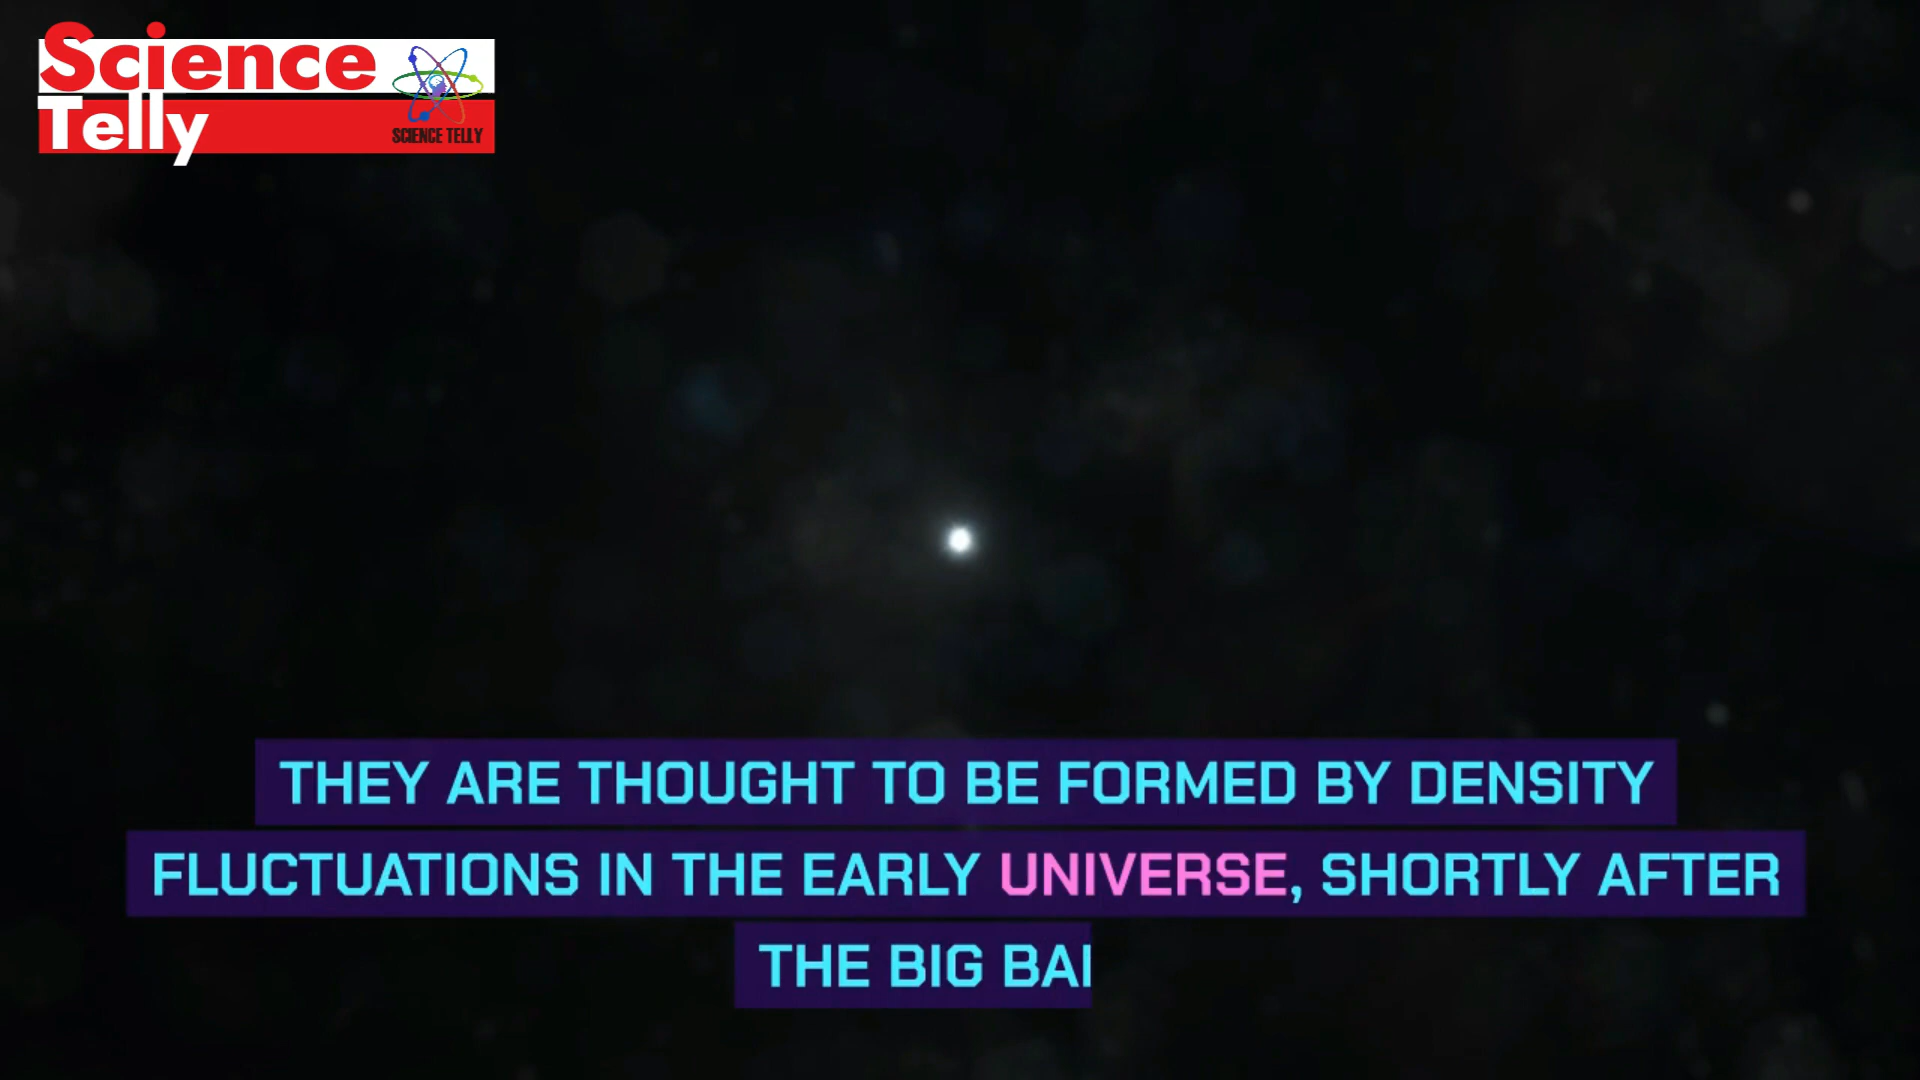 Science
Telly
SCIENCE TELLY
THEY ARE THOUGHT TO BE FORMED BY DENSITY
FLUCTUATIONS IN THE EARLY UNIVERSE, SHORTLY AFTER
THE BIG BA